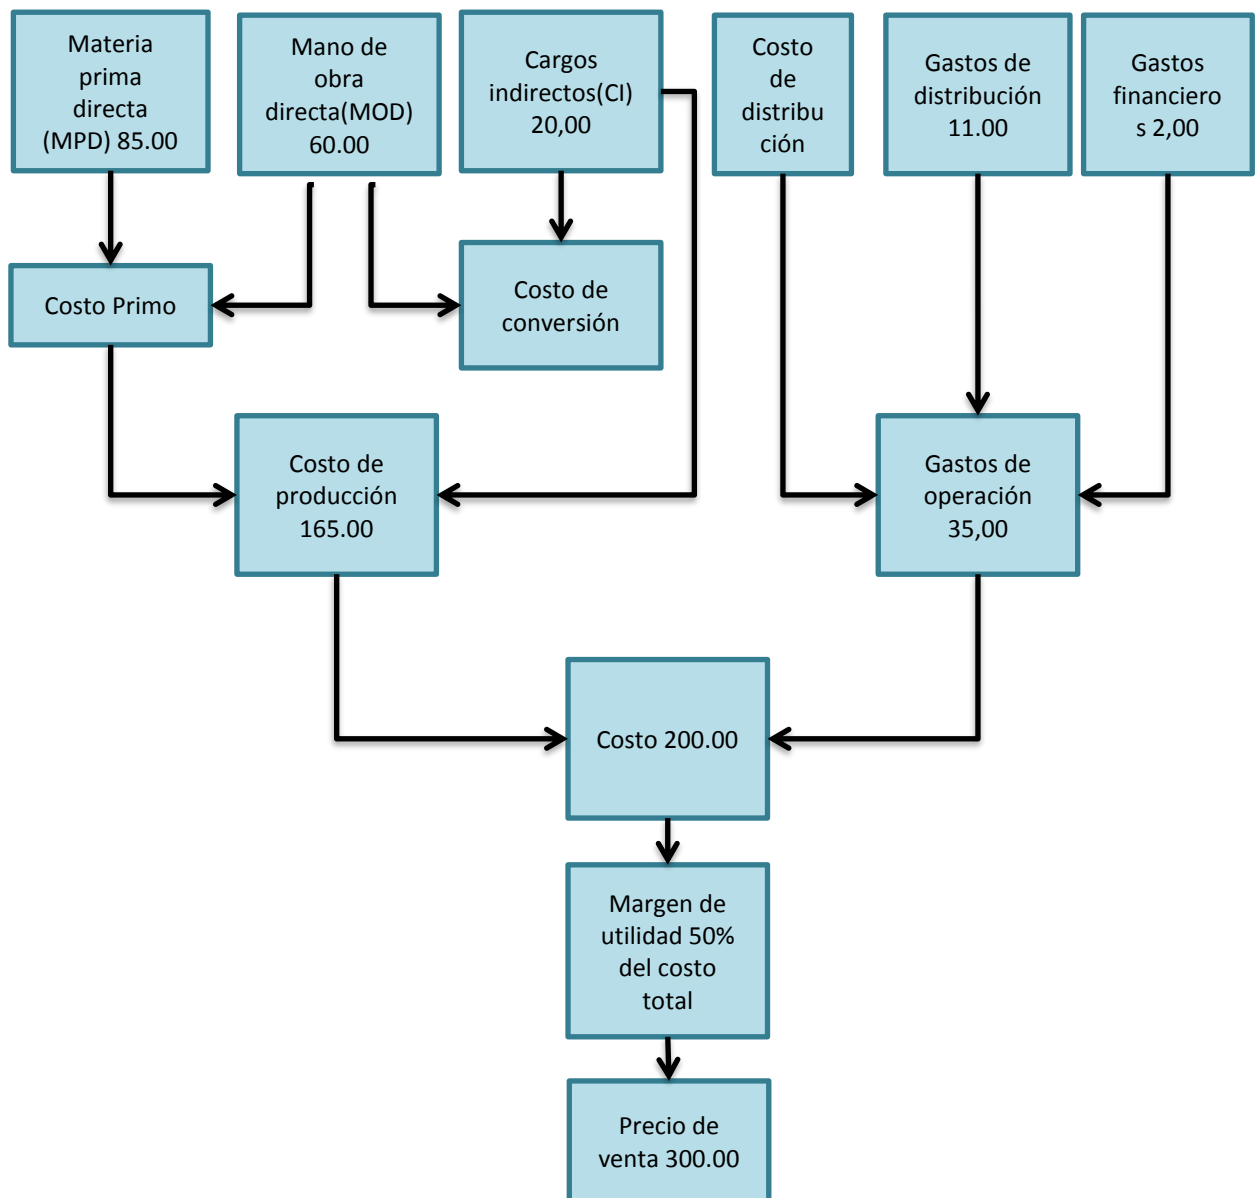 Materia
prima
directa
(MPD) 85.00
Mano de
obra
directa(MOD)
60.00
Cargos
indirectos(CI)
20,00
Costo
de
distribu
ción
Gastos de
distribución
11.00
Gastos
financiero
s 2,00
Costo Primo
Costo de
conversión
Costo de
producción
165.00
Gastos de
operación
35,00
Costo 200.00
Margen de
utilidad 50%
del costo
total
Precio de
venta 300.00